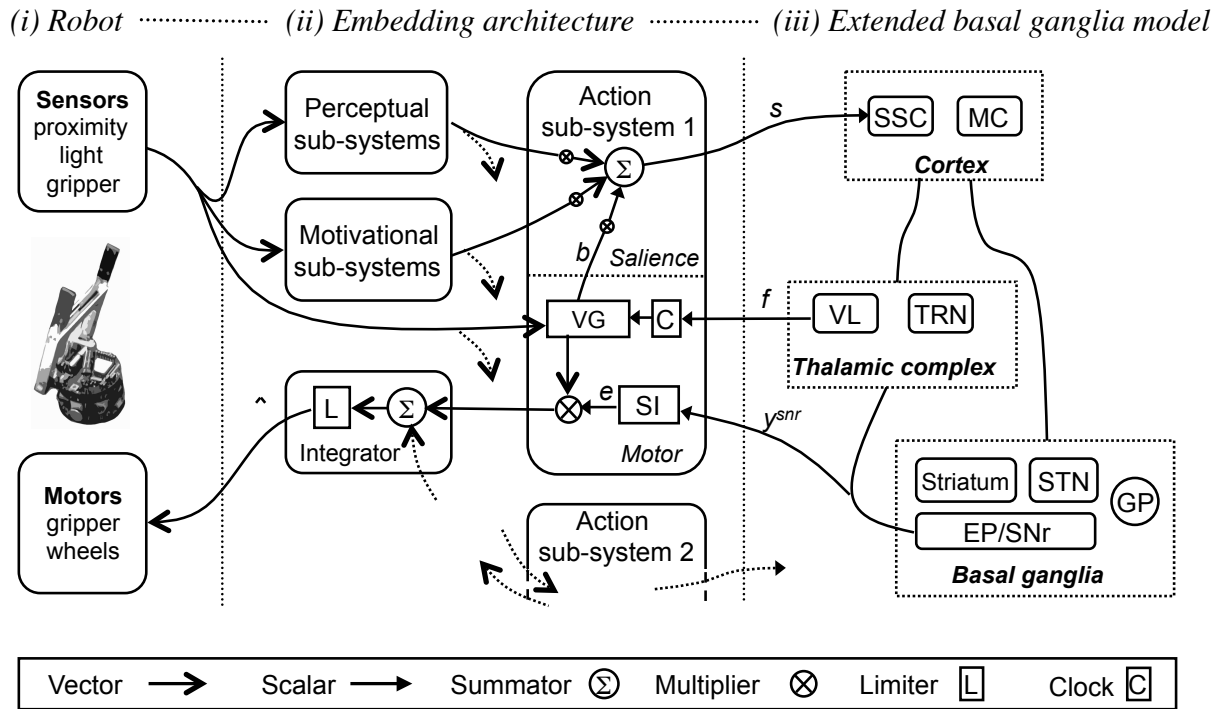 (i) Robot
(ii) Embedding architecture
(iii) Extended basal ganglia model
Sensors
proximity
light
gripper
Perceptual
sub-systems
Motivational
sub-systems
Action
sub-system 1
Σ
b
Salience
VG
C
f
s
SSC
MC
Cortex
VL
TRN
Thalamic complex
^
L
Σ
Integrator
e
SI
Motor
y^snr
Motors
gripper
wheels
Action
sub-system 2
Striatum
STN
GP
EP/SNr
Basal ganglia
Vector
Scalar
Summator Σ
Multiplier
Limiter L
Clock C